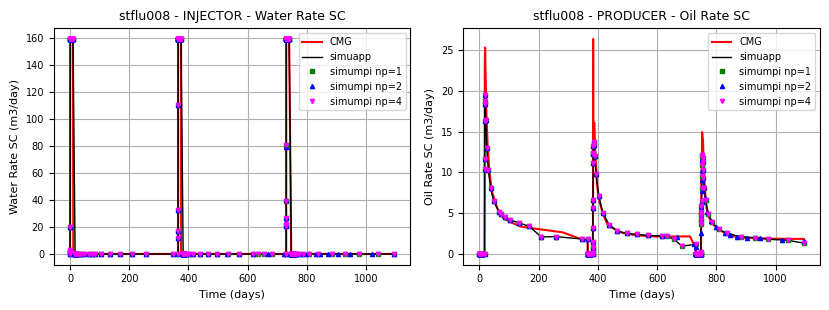 stflu008 - INJECTOR - Water Rate SC
160
140
120
100
80
60
40
20
0
Water Rate SC (m3/day)
CMG
simuapp
simumpi np=1
simumpi np=2
simumpi np=4
0
200
400
600
800
1000
Time (days)
stflu008 - PRODUCER - Oil Rate SC
25
20
15
10
5
0
Oil Rate SC (m3/day)
CMG
simuapp
simumpi np=1
simumpi np=2
simumpi np=4
0
200
400
600
800
1000
Time (days)